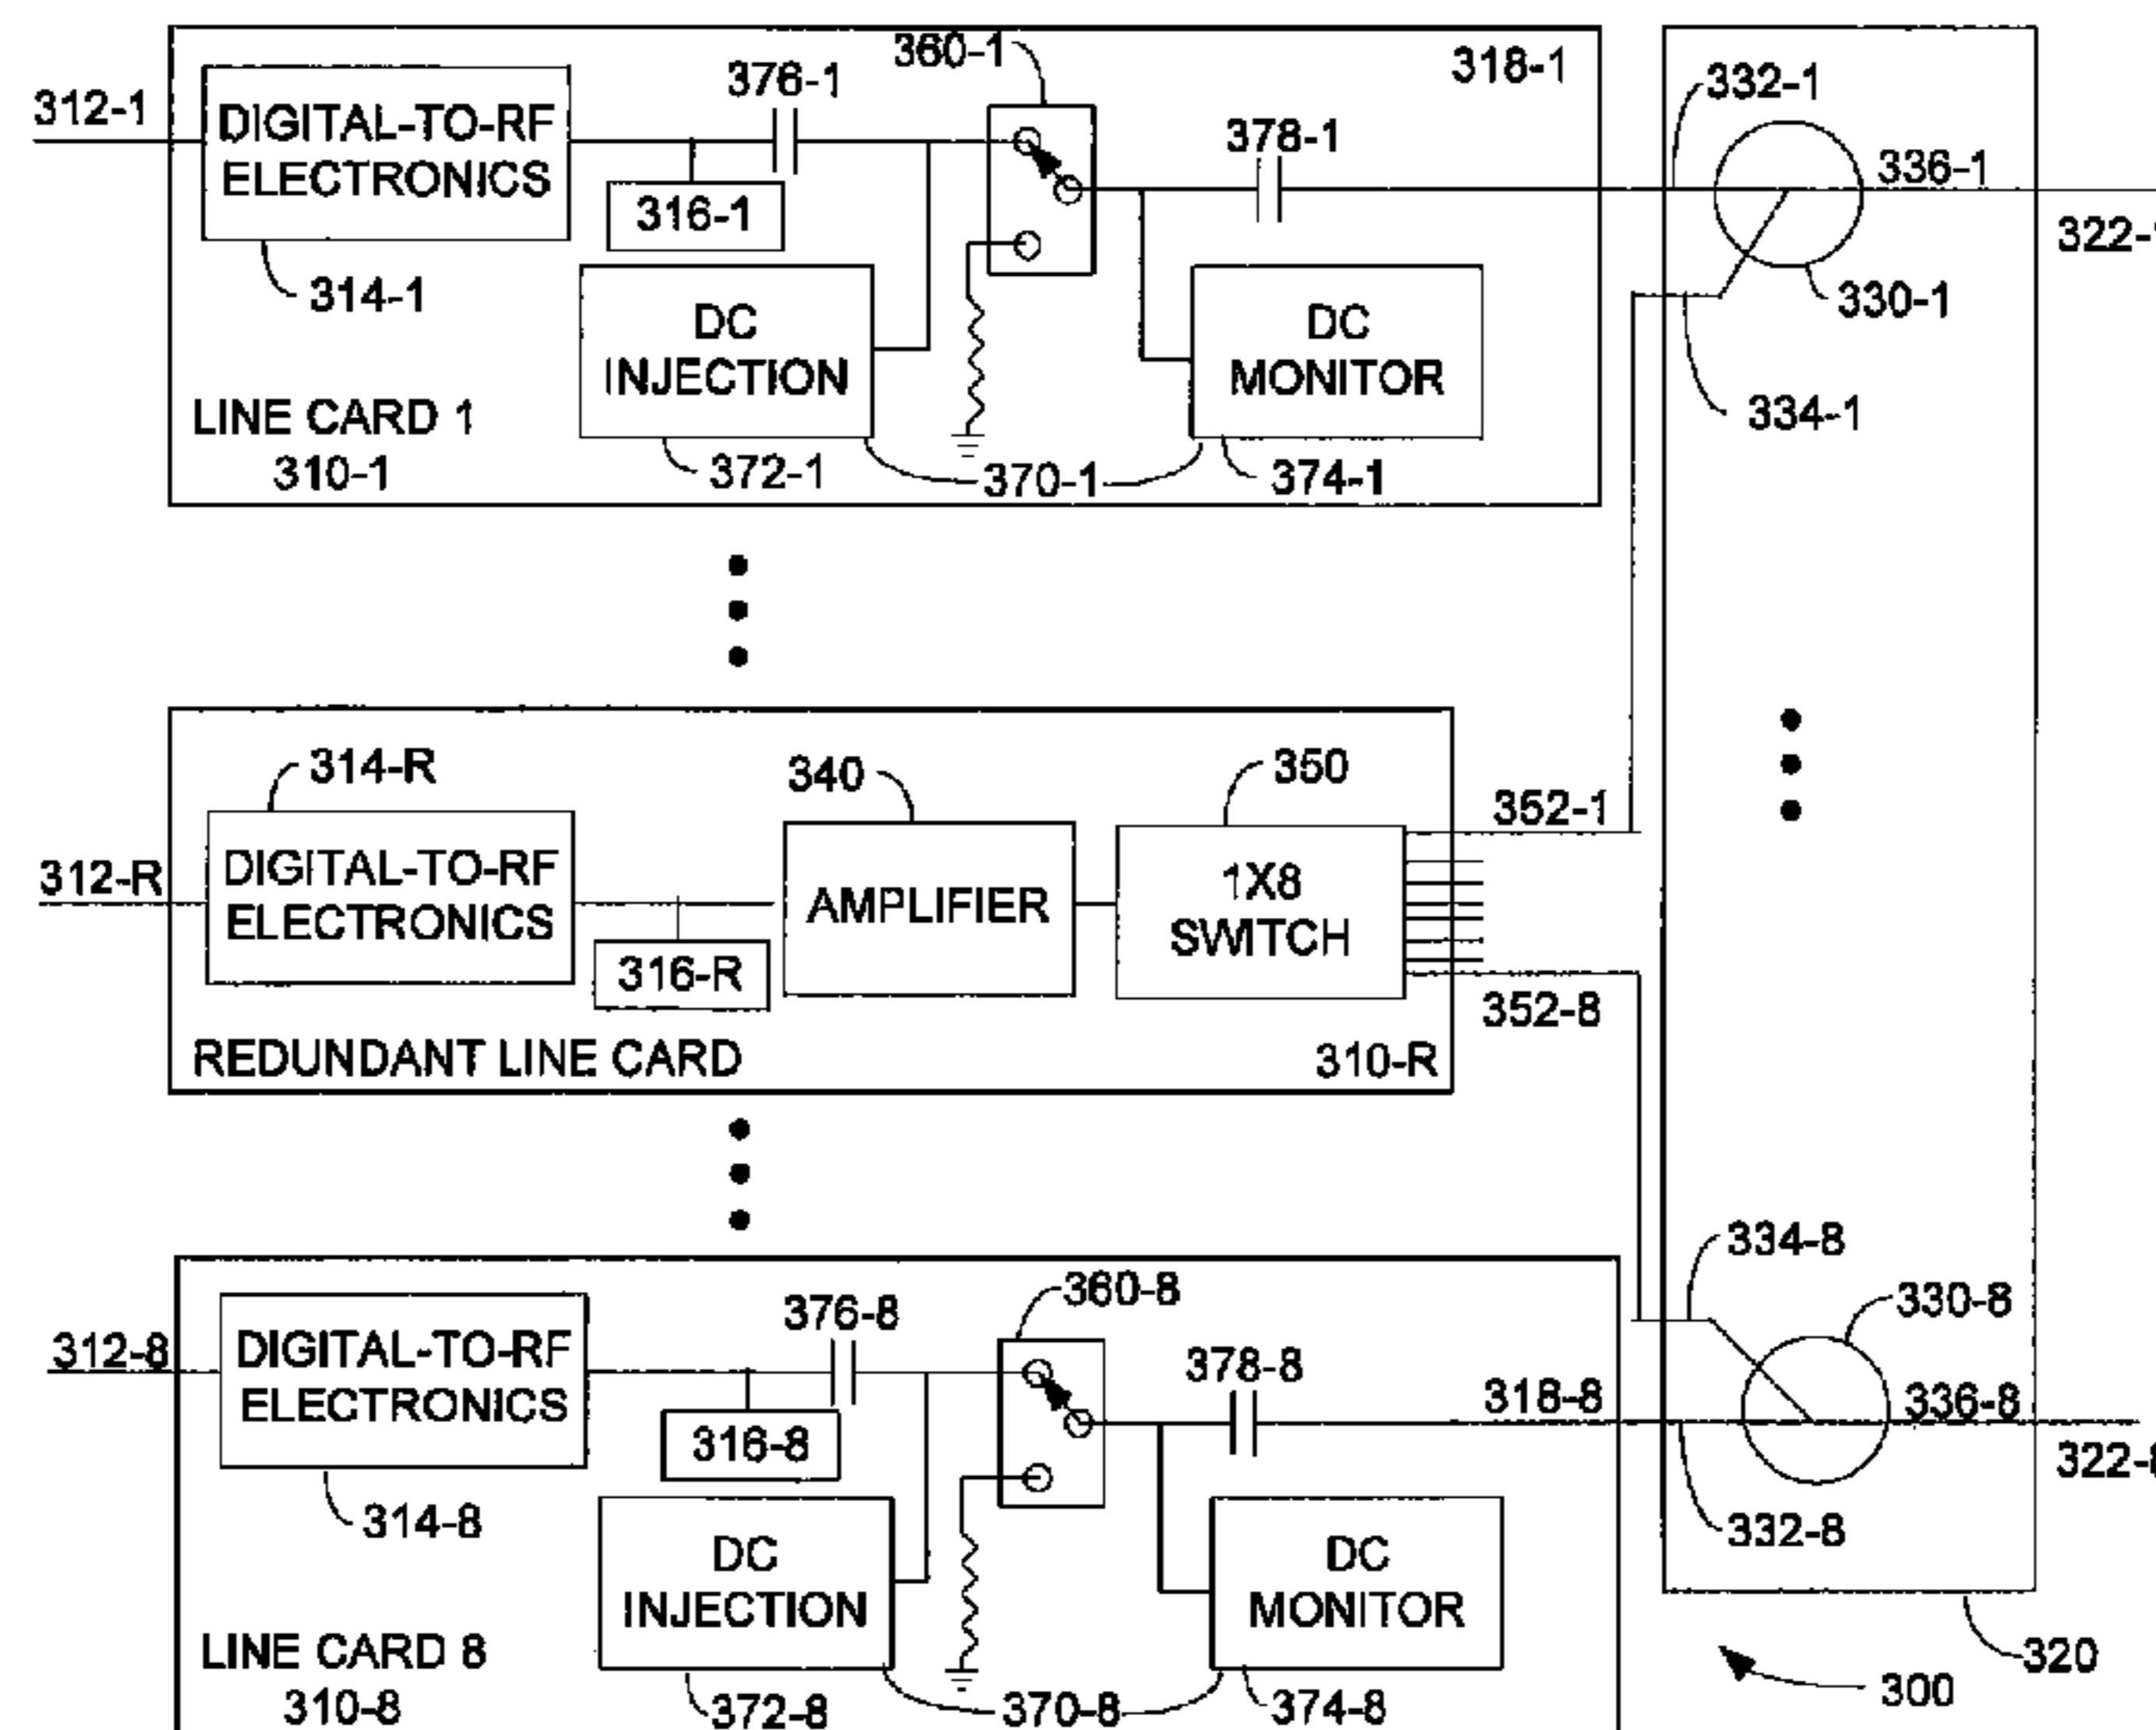 312-1
DIGITAL-TO-RF
ELECTRONICS
314-1
376-1
316-1
360-1
378-1
318-1
332-1
336-1
322-1
330-1
334-1
DC
INJECTION
DC
MONITOR
LINE CARD 1
310-1
372-1
370-1
374-1
314-R
340
350
352-1
312-R
DIGITAL-TO-RF
ELECTRONICS
316-R
AMPLIFIER
1X8
SWITCH
352-8
REDUNDANT LINE CARD
310-R
334-8
330-8
360-8
376-8
378-8
312-8
DIGITAL-TO-RF
ELECTRONICS
316-8
318-8
336-8
322-8
332-8
314-8
DC
INJECTION
DC
MONITOR
LINE CARD 8
310-8
372-8
370-8
374-8
320
300